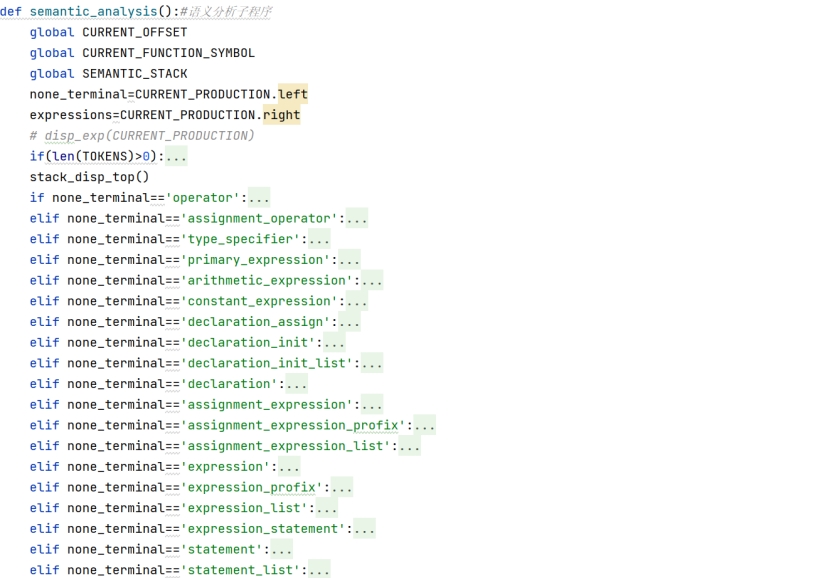 def semantic_analysis():#语义分析子程序
    global CURRENT_OFFSET
    global CURRENT_FUNCTION_SYMBOL
    global SEMANTIC_STACK
    none_terminal=CURRENT_PRODUCTION.left
    expressions=CURRENT_PRODUCTION.right
    # disp_exp(CURRENT_PRODUCTION)
    if(len(TOKENS)>0):...
    stack_disp_top()
    if none_terminal=='operator':...
    elif none_terminal=='assignment_operator':...
    elif none_terminal=='type_specifier':...
    elif none_terminal=='primary_expression':...
    elif none_terminal=='arithmetic_expression':...
    elif none_terminal=='constant_expression':...
    elif none_terminal=='declaration_assign':...
    elif none_terminal=='declaration_init':...
    elif none_terminal=='declaration_init_list':...
    elif none_terminal=='declaration':...
    elif none_terminal=='assignment_expression':...
    elif none_terminal=='assignment_expression_profix':...
    elif none_terminal=='assignment_expression_list':...
    elif none_terminal=='expression':...
    elif none_terminal=='expression_profix':...
    elif none_terminal=='expression_list':...
    elif none_terminal=='expression_statement':...
    elif none_terminal=='statement':...
    elif none_terminal=='statement_list':...